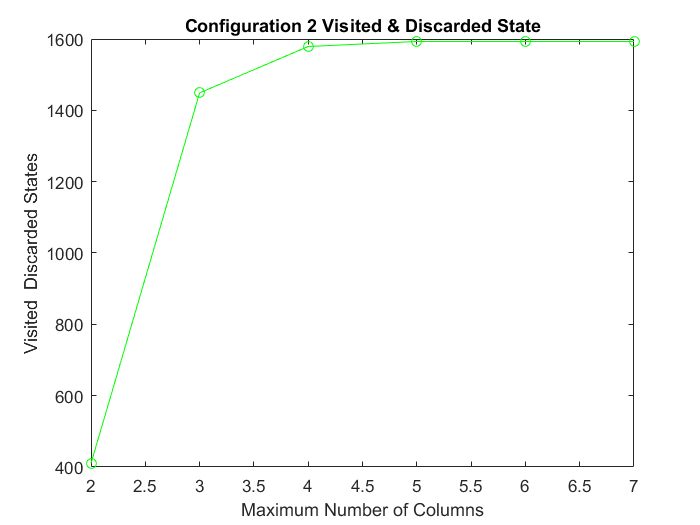 Configuration 2 Visited & Discarded State
1600
1400
1200
1000
800
600
400
Visited  Discarded States
2 2.5 3 3.5 4 4.5 5 5.5 6 6.5 7
Maximum Number of Columns